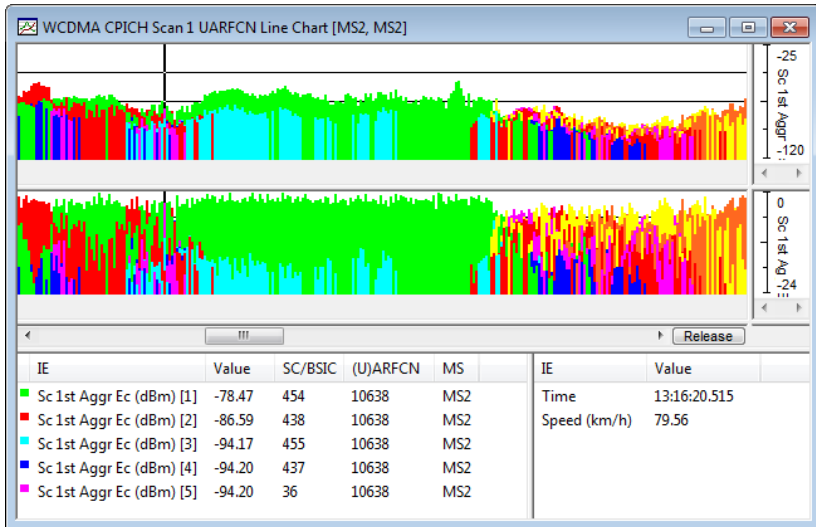 WCDMA CPICH Scan 1 UARFCN Line Chart [MS2, MS2]
-25
Sc 1st Aggr
-120
0
Sc 1st Ag
-24
Release
IE Value SC/BSIC (U)ARFCN MS
Sc 1st Aggr Ec (dBm) [1] -78.47 454 10638 MS2
Sc 1st Aggr Ec (dBm) [2] -86.59 438 10638 MS2
Sc 1st Aggr Ec (dBm) [3] -94.17 455 10638 MS2
Sc 1st Aggr Ec (dBm) [4] -94.20 437 10638 MS2
Sc 1st Aggr Ec (dBm) [5] -94.20 36 10638 MS2
IE Value
Time 13:16:20.515
Speed (km/h) 79.56